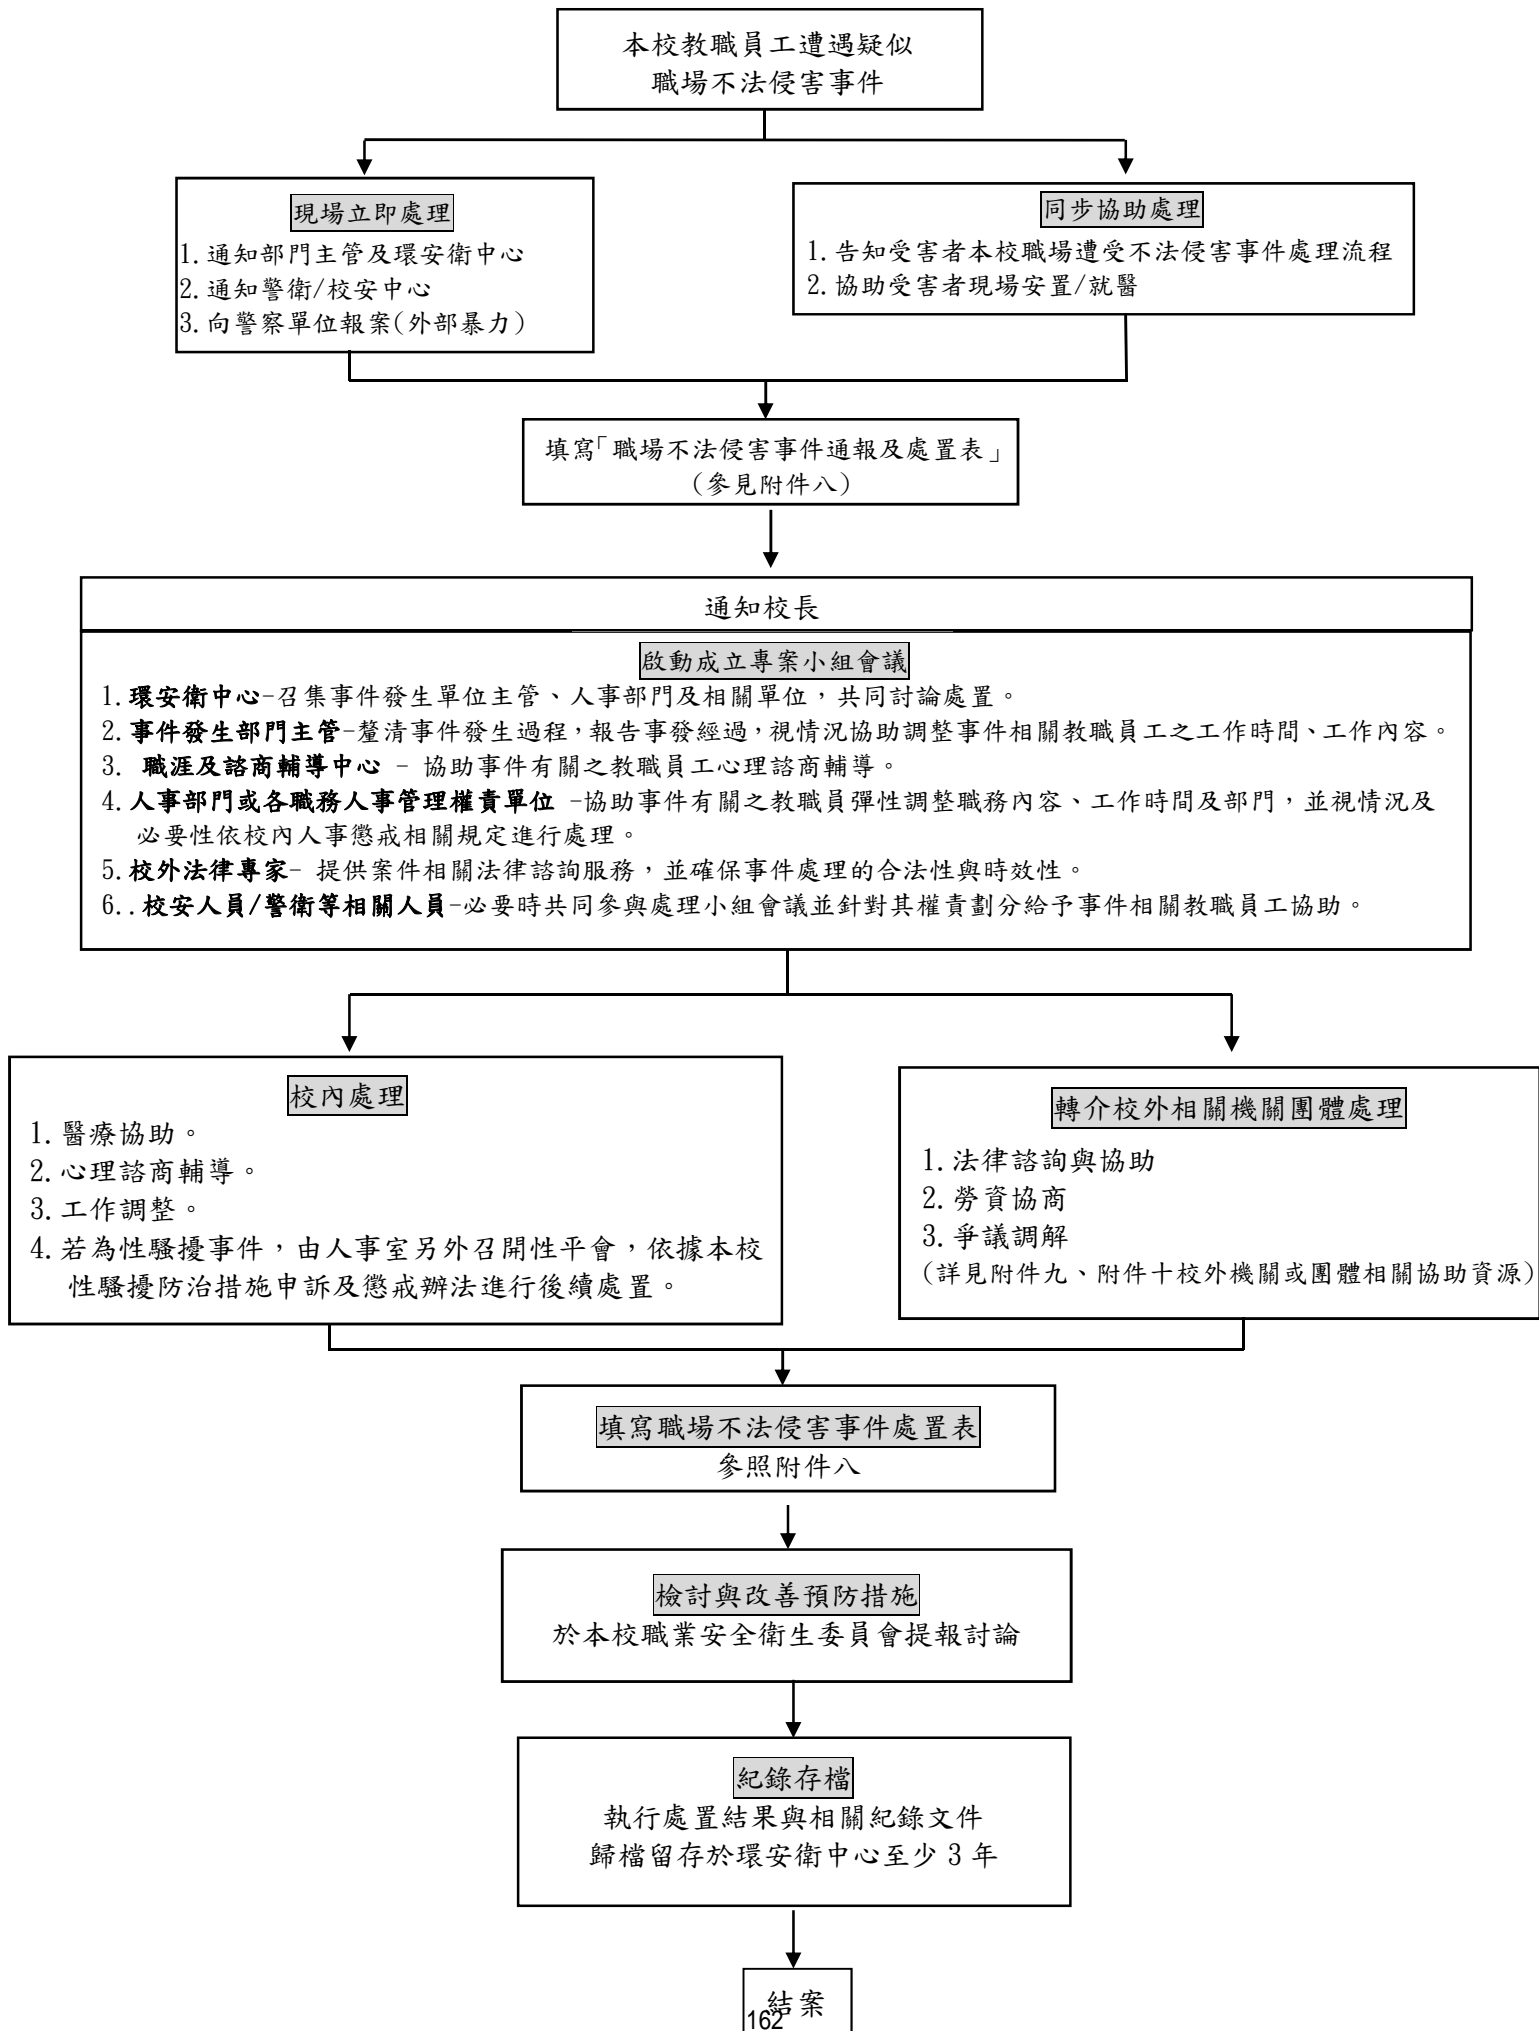 本校教職員工遭遇疑似
職場不法侵害事件
現場立即處理
1.通知部門主管及環安衛中心
2.通知警衛/校安中心
3.向警察單位報案(外部暴力)
同步協助處理
1.告知受害者本校職場遭受不法侵害事件處理流程
2.協助受害者現場安置/就醫
填寫「職場不法侵害事件通報及處置表」
(參見附件八)
通知校長
啟動成立專案小組會議
1.環安衛中心-召集事件發生單位主管、人事部門及相關單位，共同討論處置。
2.事件發生部門主管-釐清事件發生過程，報告事發經過，視情況協助調整事件相關教職員工之工作時間、工作內容。
3. 職涯及諮商輔導中心 - 協助事件有關之教職員工心理諮商輔導。
4.人事部門或各職務人事管理權責單位 -協助事件有關之教職員彈性調整職務內容、工作時間及部門，並視情況及
必要性依校內人事懲戒相關規定進行處理。
5.校外法律專家- 提供案件相關法律諮詢服務，並確保事件處理的合法性與時效性。
6..校安人員/警衛等相關人員-必要時共同參與處理小組會議並針對其權責劃分給予事件相關教職員工協助。
校內處理
1.醫療協助。
2.心理諮商輔導。
3.工作調整。
4.若為性騷擾事件，由人事室另外召開性平會，依據本校
性騷擾防治措施申訴及懲戒辦法進行後續處置。
轉介校外相關機關團體處理
1.法律諮詢與協助
2.勞資協商
3.爭議調解
(詳見附件九、附件十校外機關或團體相關協助資源)
填寫職場不法侵害事件處置表
參照附件八
檢討與改善預防措施
於本校職業安全衛生委員會提報討論
紀錄存檔
執行處置結果與相關紀錄文件
歸檔留存於環安衛中心至少 3 年
結案
162